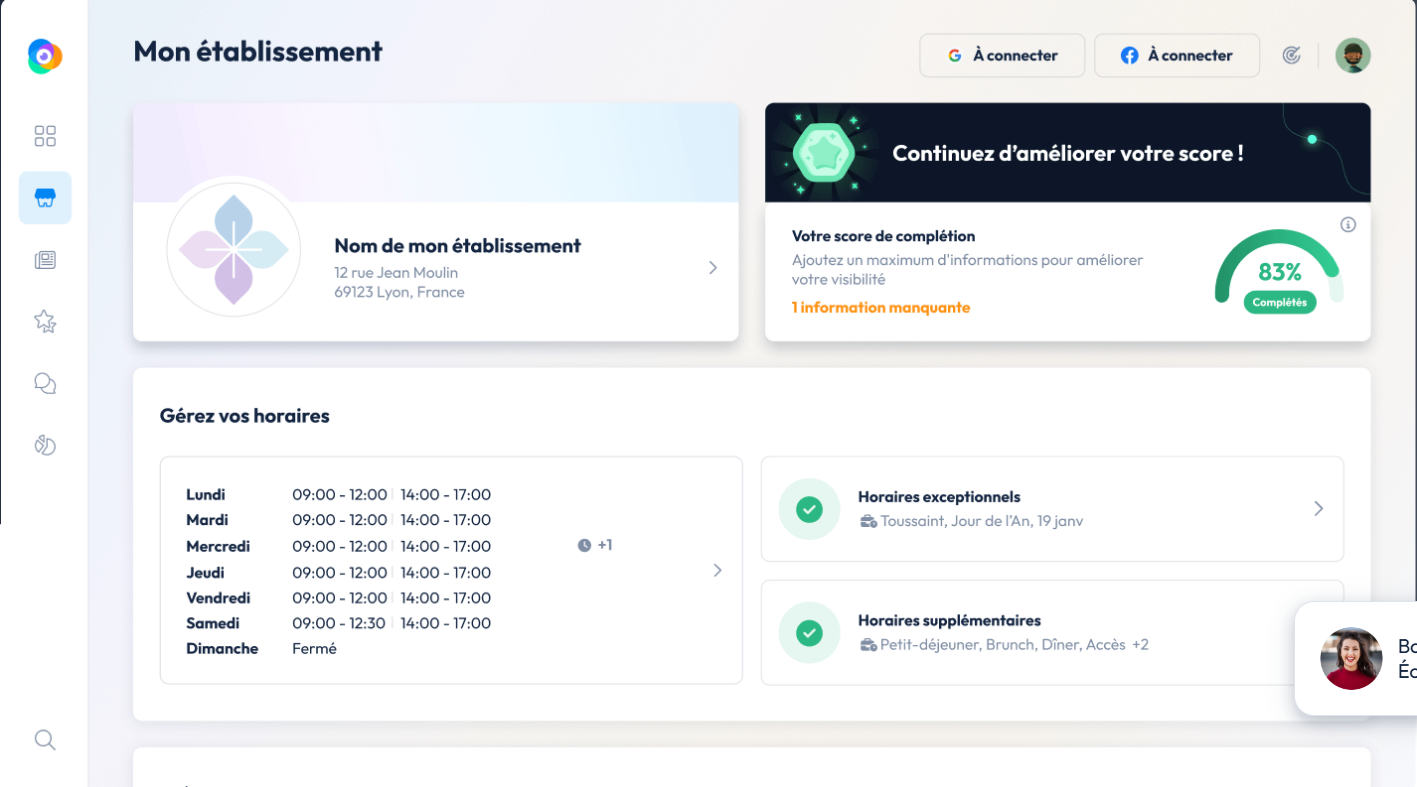 Mon établissement
À connecter
À connecter
Continuez d’améliorer votre score !
Nom de mon établissement
12 rue Jean Moulin
69123 Lyon, France
Votre score de complétion
Ajoutez un maximum d'informations pour améliorer
votre visibilité
1 information manquante
83%
Complétés
Gérez vos horaires
Lundi 09:00 - 12:00 14:00 - 17:00
Mardi 09:00 - 12:00 14:00 - 17:00
Mercredi 09:00 - 12:00 14:00 - 17:00
+1
Jeudi 09:00 - 12:00 14:00 - 17:00
Vendredi 09:00 - 12:00 14:00 - 17:00
Samedi 09:00 - 12:30 14:00 - 17:00
Dimanche Fermé
Horaires exceptionnels
Toussaint, Jour de l’An, 19 janv
Horaires supplémentaires
Petit-déjeuner, Brunch, Dîner, Accès +2